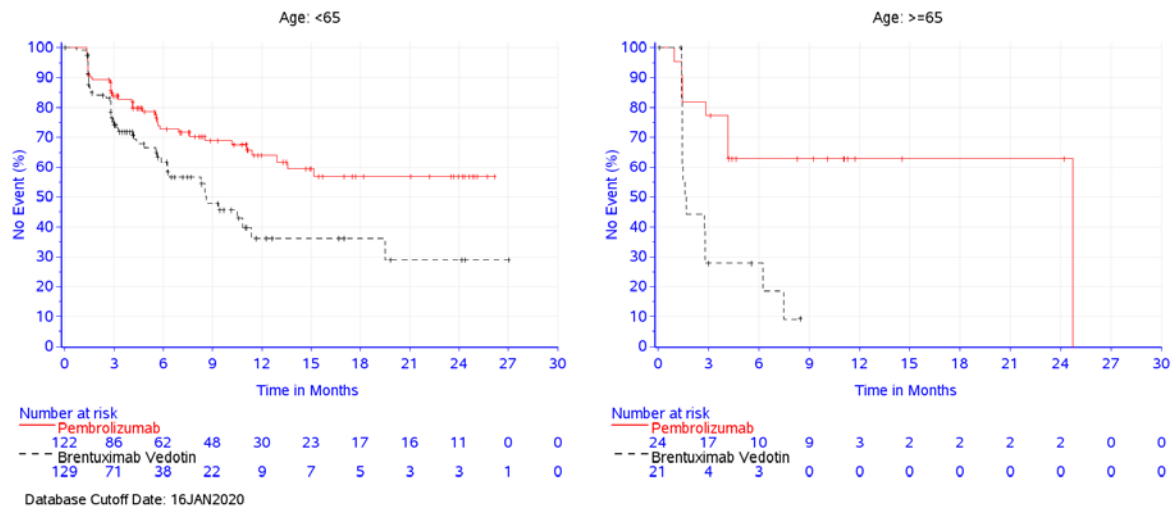 Age: <65
No Event (%)
100
90
80
70
60
50
40
30
20
10
0
0 3 6 9 12 15 18 21 24 27 30
Time in Months
Number at risk
Pembrolizumab
122 86 62 48 30 23 17 16 11 0 0
Brentuximab Vedotin
129 71 38 22 9 7 5 3 3 1 0
Database Cutoff Date: 16JAN2020
Age: >=65
No Event (%)
100
90
80
70
60
50
40
30
20
10
0
0 3 6 9 12 15 18 21 24 27 30
Time in Months
Number at risk
Pembrolizumab
24 17 10 9 3 2 2 2 2 0 0
Brentuximab Vedotin
21 4 3 0 0 0 0 0 0 0 0